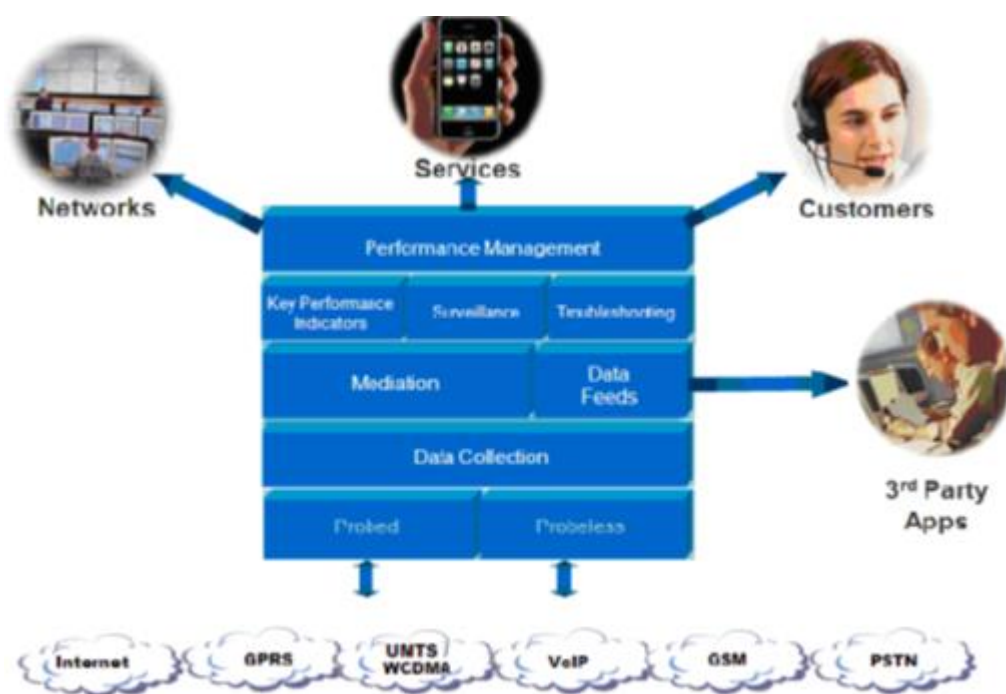 Services
Networks
Customers
Performance Management
Key Performance
Indicators
Surveillance
Troubleshooting
Mediation
Data
Feeds
Data Collection
3rd Party
Apps
Probed
Probeless
Internet
GPRS
UMTS
WCDMA
VoIP
GSM
PSTN